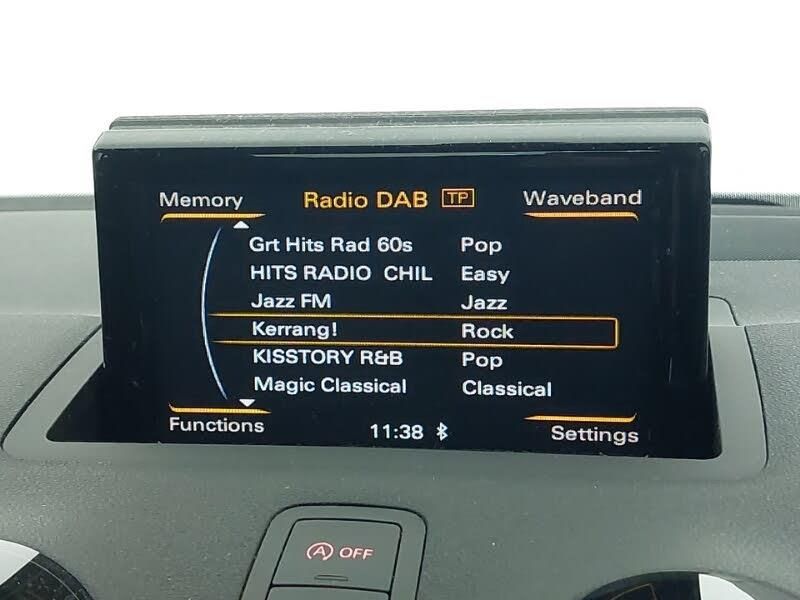 Memory Radio DAB TP Waveband
Grt Hits Rad 60s Pop
HITS RADIO CHIL Easy
Jazz FM Jazz
Kerrang! Rock
KISSTORY R&B Pop
Magic Classical Classical
Functions 11:38 Settings
A OFF